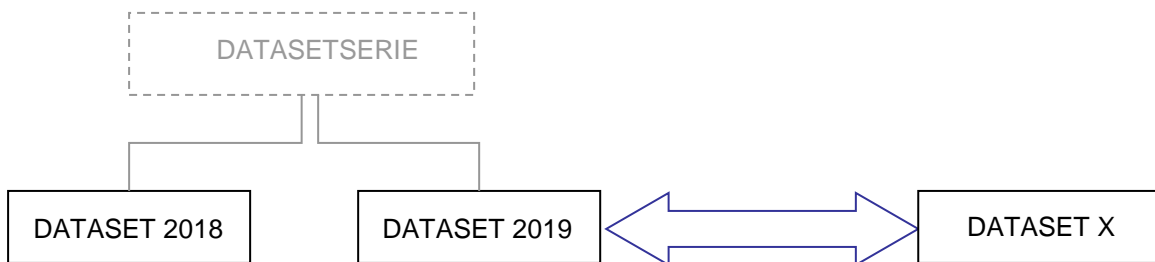 DATASETSERIE
DATASET 2018
DATASET 2019
DATASET X